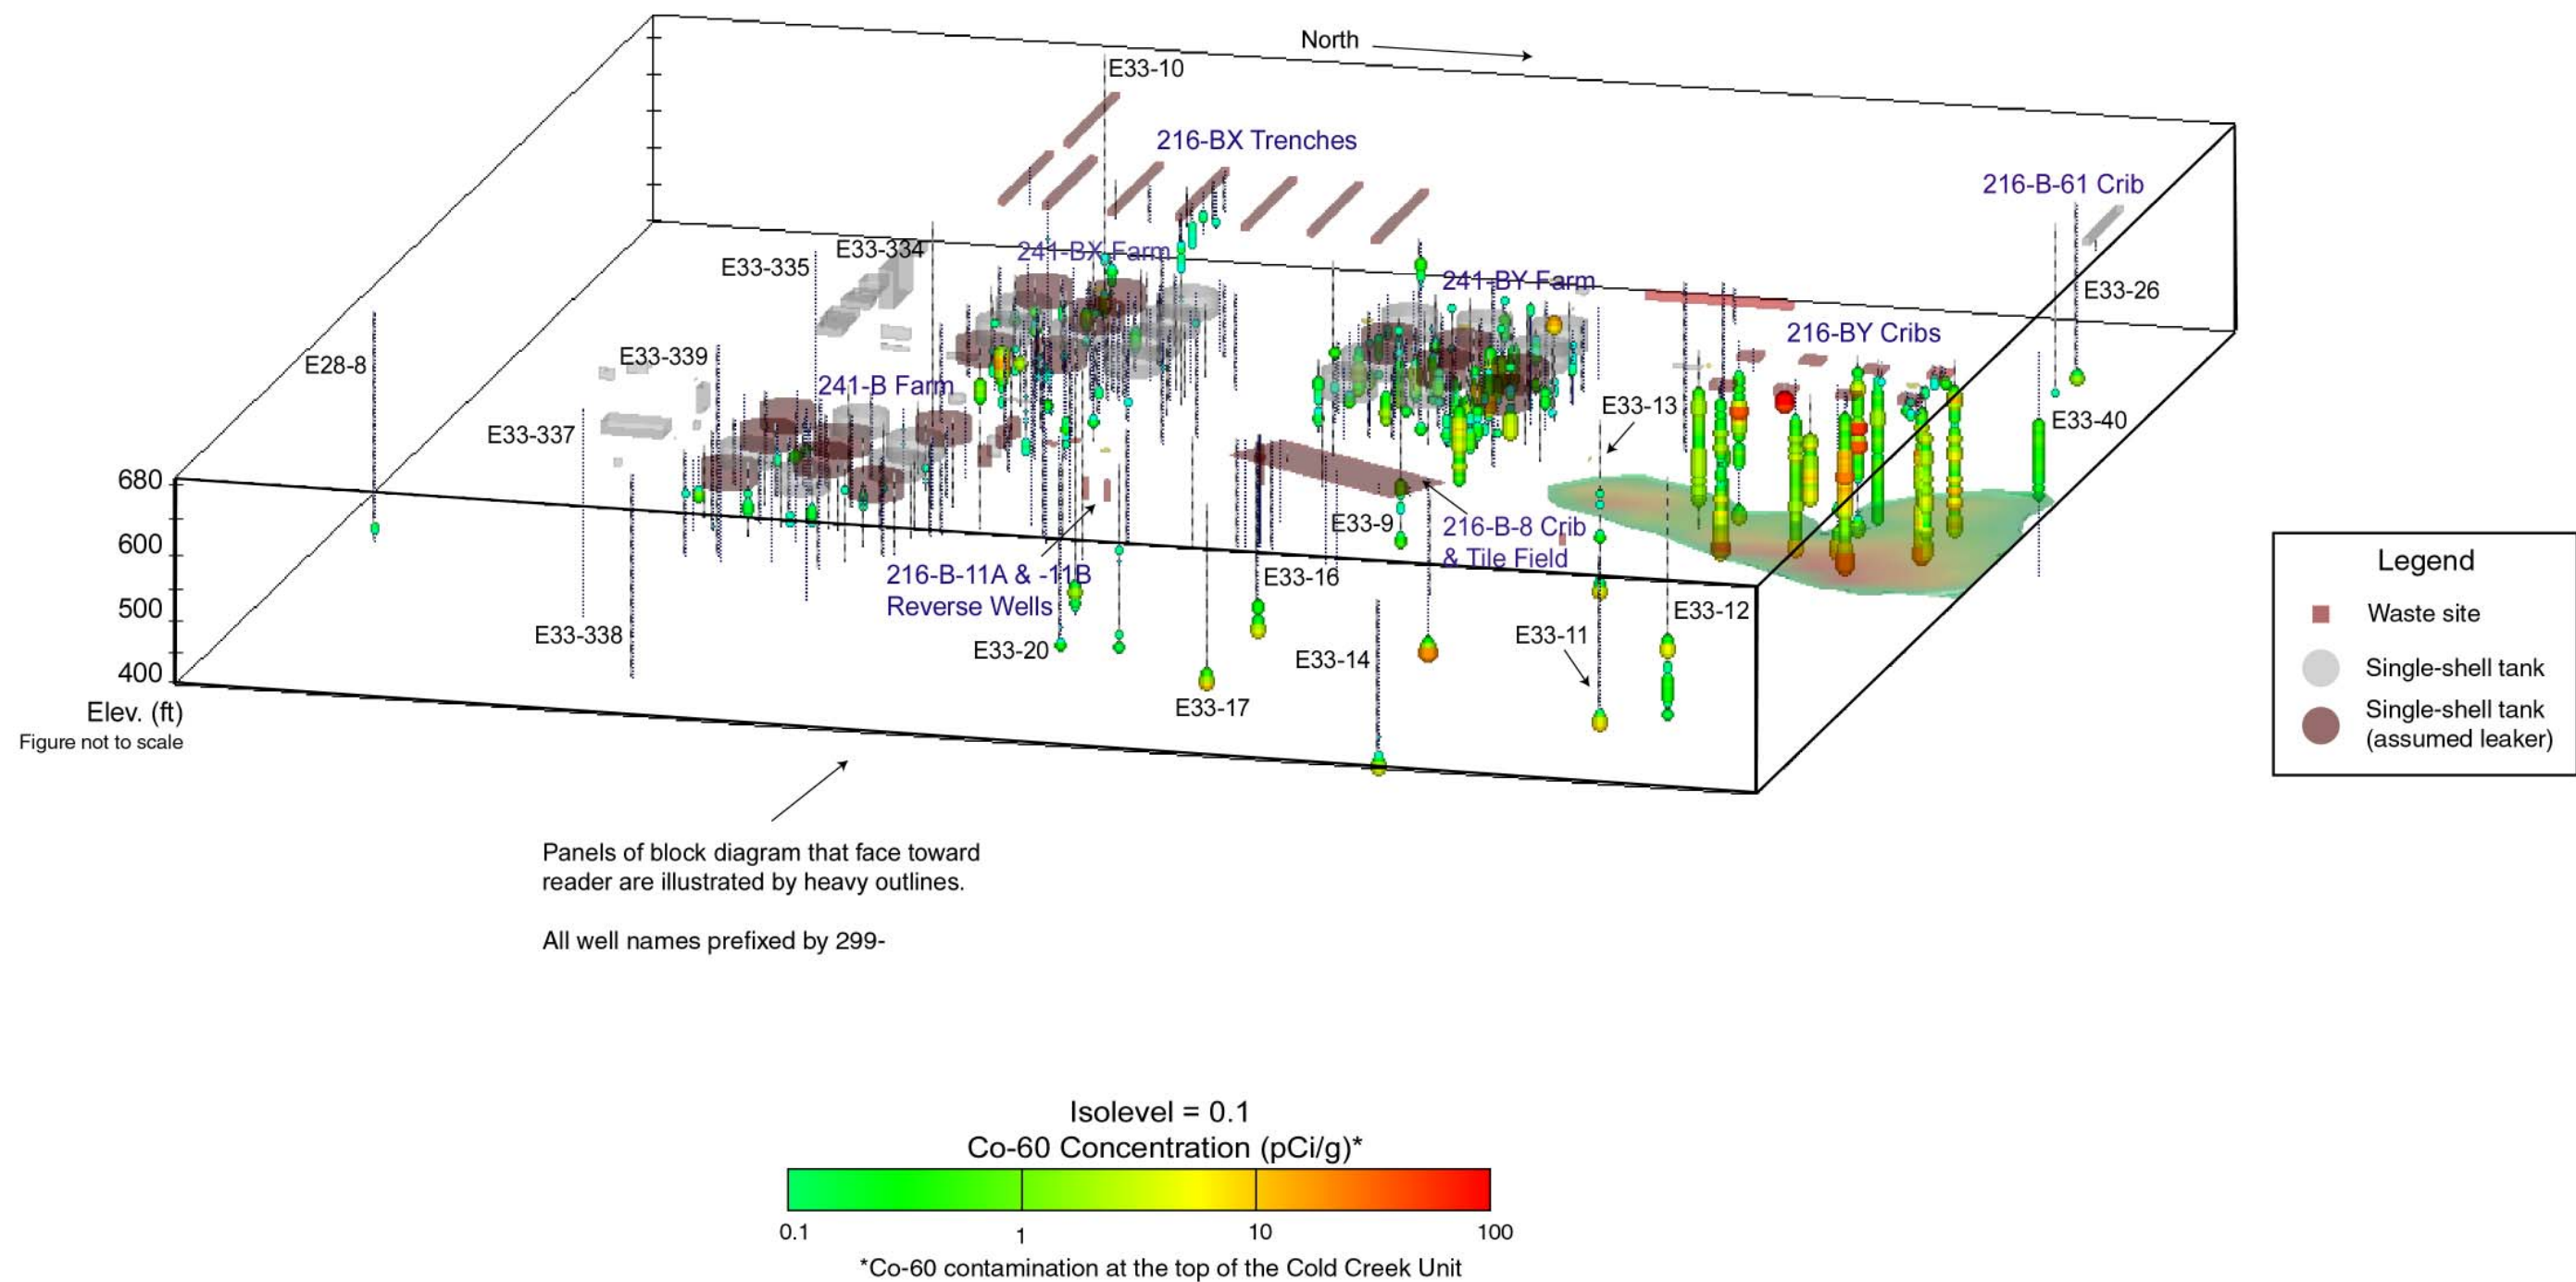 North
E33-10
216-BX Trenches
216-B-61 Crib
E33-334
241-BX Farm
E33-335
241-BY Farm
E33-26
216-BY Cribs
E33-339
E28-8
241-B Farm
E33-13
E33-40
E33-337
680
E33-9
216-B-8 Crib
& Tile Field
600
216-B-11A & -11B
Reverse Wells
E33-16
500
E33-12
E33-338
E33-11
E33-20
E33-14
400
E33-17
Elev. (ft)
Figure not to scale
Legend
Waste site
Single-shell tank
Single-shell tank
(assumed leaker)
Panels of block diagram that face toward
reader are illustrated by heavy outlines.
All well names prefixed by 299-
Isolevel = 0.1
Co-60 Concentration (pCi/g)*
0.1
1
10
100
*Co-60 contamination at the top of the Cold Creek Unit